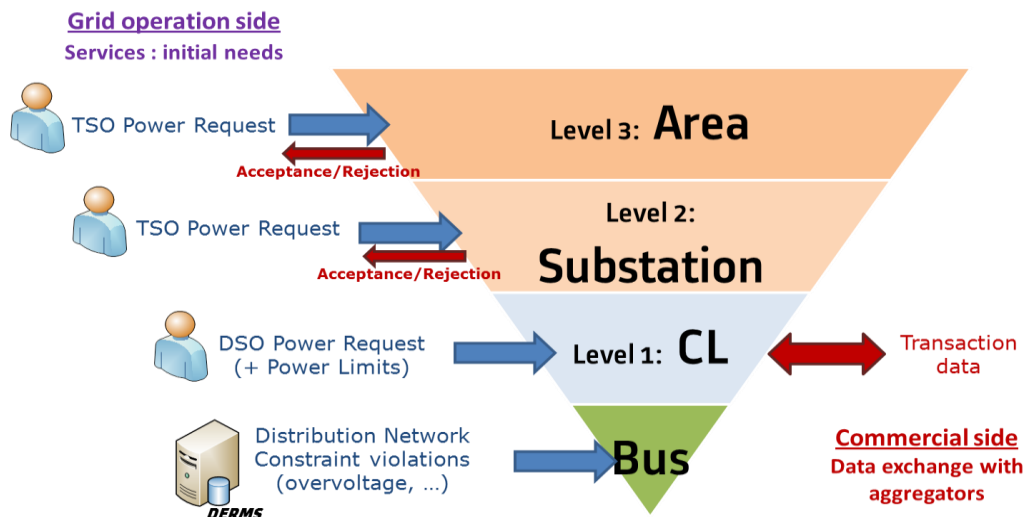 Grid operation side
Services : initial needs
TSO Power Request
Acceptance/Rejection
Level 3: Area
TSO Power Request
Acceptance/Rejection
Level 2:
Substation
DSO Power Request
(+ Power Limits)
Level 1: CL
Transaction
data
Distribution Network
Constraint violations
(overvoltage, ...)
DERMS
Bus
Commercial side
Data exchange with
aggregators